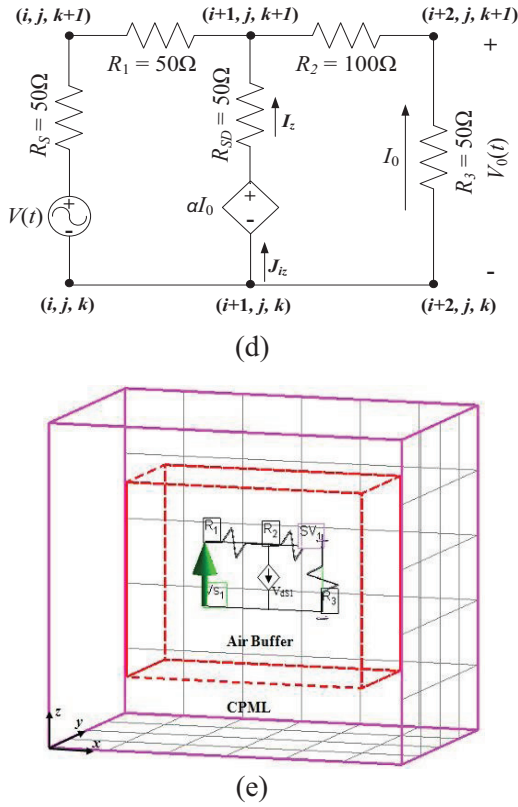 (i, j, k+1) (i+1, j, k+1) (i+2, j, k+1)
R1 = 50Ω R2 = 100Ω +
RS = 50Ω
RSD = 50Ω
Iz
I0
R3 = 50Ω
V0(t)
V(t) + -
αI0 + -
Jiz
-
(i, j, k) (i+1, j, k) (i+2, j, k)
(d)
R1 R2 SV1
Vs1 VdS1 R3
Air Buffer
CPML
z
y
x
(e)